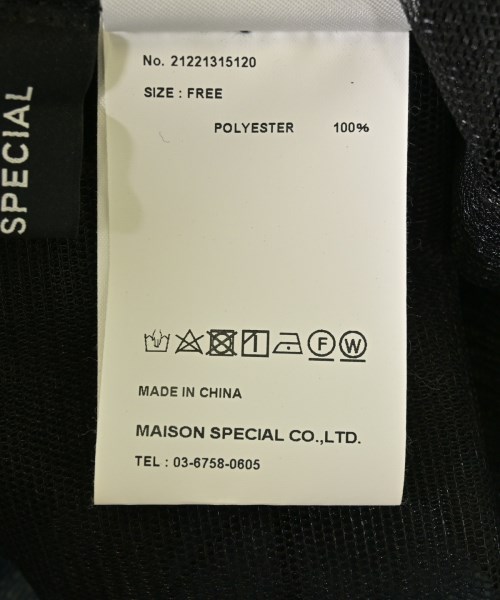 SPECIAL
No. 21221315120
SIZE : FREE
POLYESTER 100%
F W
MADE IN CHINA
MAISON SPECIAL CO.,LTD.
TEL : 03-6758-0605